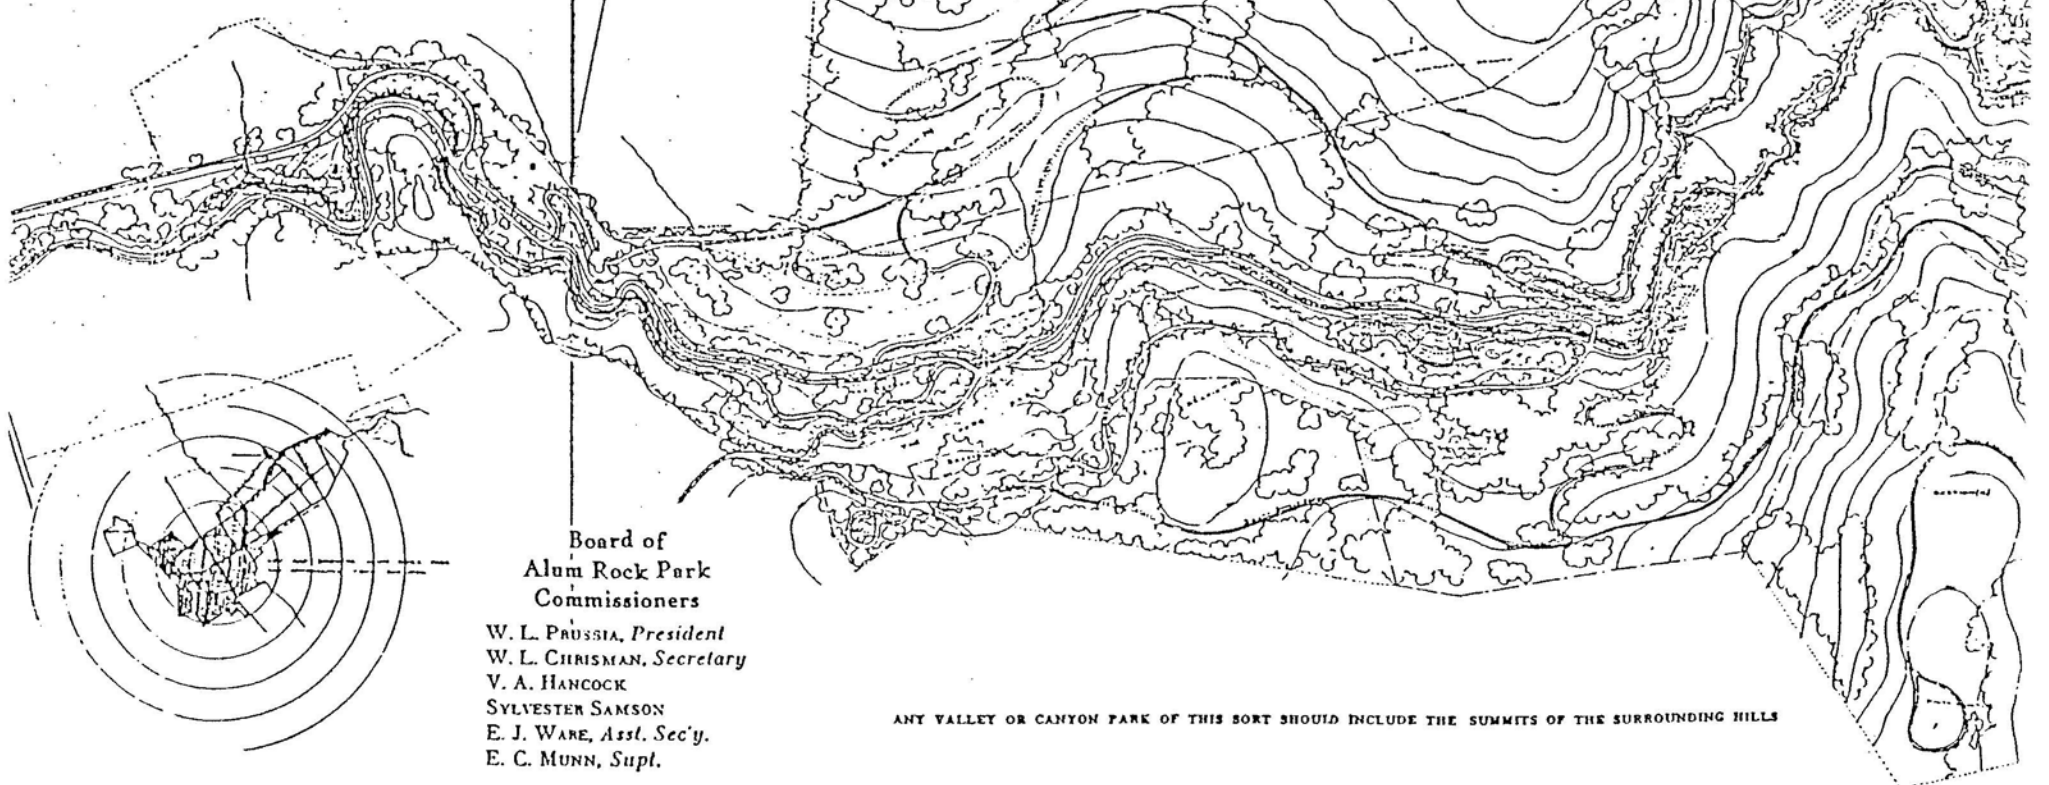 Board of
Alum Rock Park
Commissioners
W. L. PRUSSIA, President
W. L. CHRISMAN, Secretary
V. A. HANCOCK
SYLVESTER SAMSON
E. J. WARE, Asst. Sec'y.
E. C. MUNN, Supt.
ANY VALLEY OR CANYON PARK OF THIS SORT SHOULD INCLUDE THE SUMMITS OF THE SURROUNDING HILLS